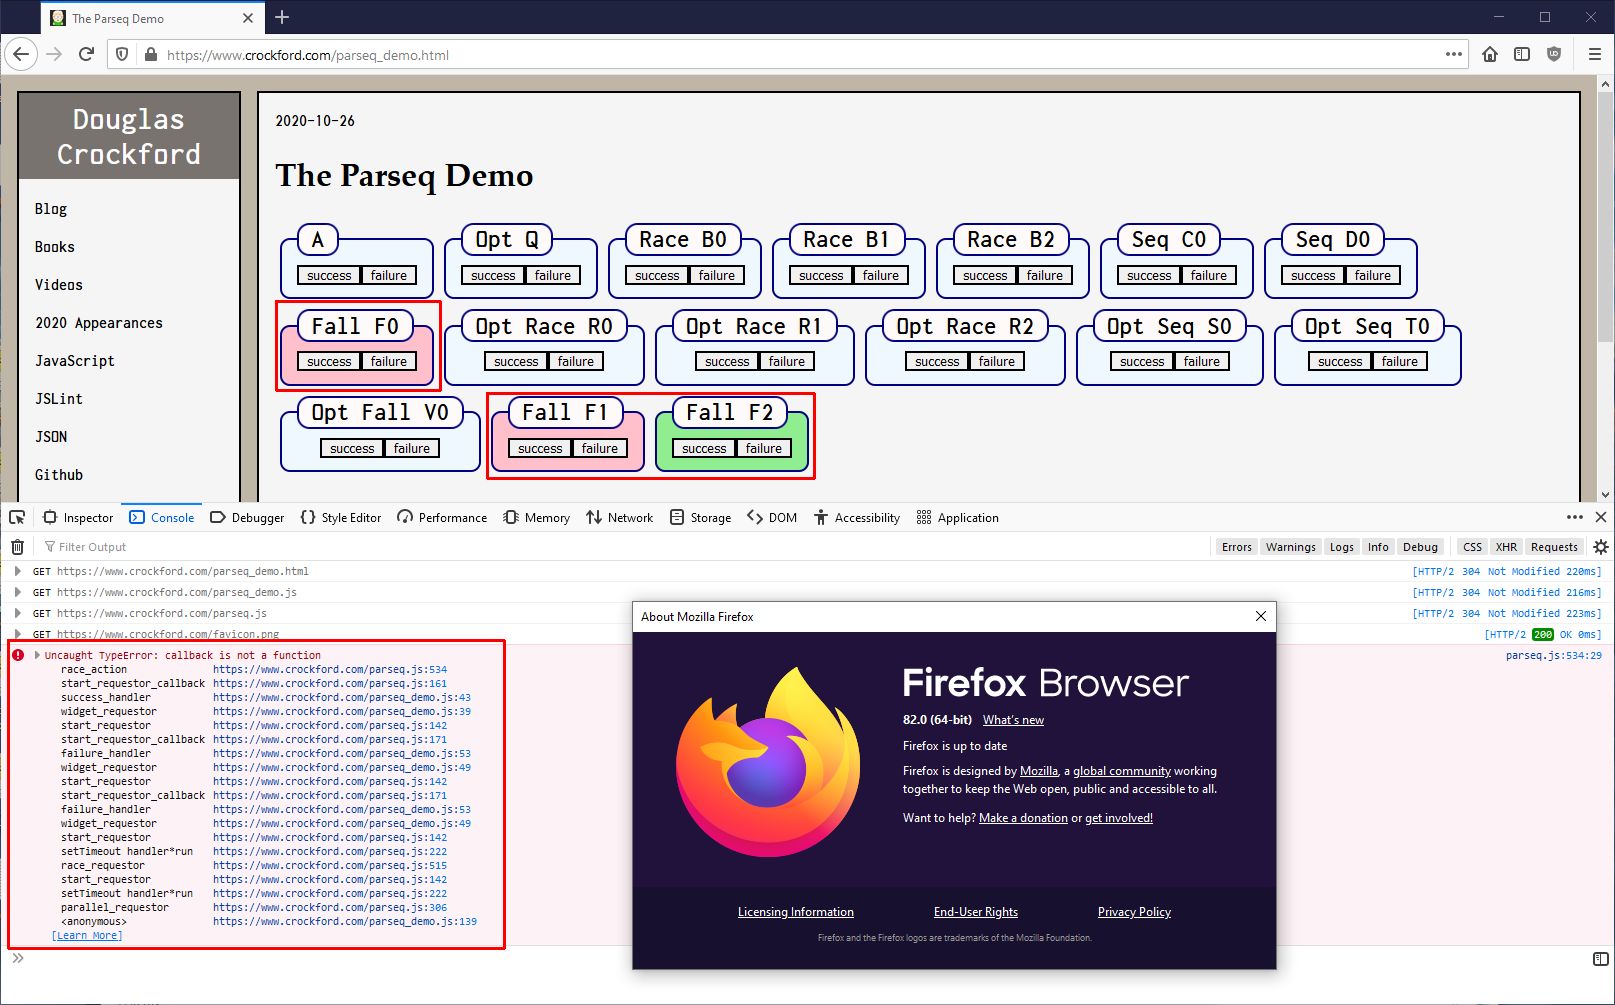 The Parseq Demo
https://www.crockford.com/parseq_demo.html
Douglas
Crockford
Blog
Books
Videos
2020 Appearances
JavaScript
JSLint
JSON
Github
2020-10-26
The Parseq Demo
A Opt Q Race B0 Race B1 Race B2 Seq C0 Seq D0
success failure success failure success failure success failure success failure success failure success failure
Fall F0 Opt Race R0 Opt Race R1 Opt Race R2 Opt Seq S0 Opt Seq T0
success failure success failure success failure success failure success failure success failure
Opt Fall V0 Fall F1 Fall F2
success failure success failure success failure
Inspector Console Debugger Style Editor Performance Memory Network Storage DOM Accessibility Application
Filter Output Errors Warnings Logs Info Debug CSS XHR Requests
GET https://www.crockford.com/parseq_demo.html [HTTP/2 304 Not Modified 220ms]
GET https://www.crockford.com/parseq_demo.js [HTTP/2 304 Not Modified 216ms]
GET https://www.crockford.com/parseq.js [HTTP/2 304 Not Modified 223ms]
GET https://www.crockford.com/favicon.png [HTTP/2 200 OK 0ms]
Uncaught TypeError: callback is not a function parseq.js:534:29
race_action https://www.crockford.com/parseq.js:534
start_requestor_callback https://www.crockford.com/parseq.js:161
success_handler https://www.crockford.com/parseq_demo.js:43
widget_requestor https://www.crockford.com/parseq_demo.js:39
start_requestor https://www.crockford.com/parseq.js:142
start_requestor_callback https://www.crockford.com/parseq.js:171
failure_handler https://www.crockford.com/parseq_demo.js:53
widget_requestor https://www.crockford.com/parseq_demo.js:49
start_requestor https://www.crockford.com/parseq.js:142
start_requestor_callback https://www.crockford.com/parseq.js:171
failure_handler https://www.crockford.com/parseq_demo.js:53
widget_requestor https://www.crockford.com/parseq_demo.js:49
start_requestor https://www.crockford.com/parseq.js:142
setTimeout handler*run https://www.crockford.com/parseq.js:222
race_requestor https://www.crockford.com/parseq.js:515
start_requestor https://www.crockford.com/parseq.js:142
setTimeout handler*run https://www.crockford.com/parseq.js:222
parallel_requestor https://www.crockford.com/parseq.js:306
<anonymous> https://www.crockford.com/parseq_demo.js:139
[Learn More]
About Mozilla Firefox
Firefox Browser
82.0 (64-bit) What's new
Firefox is up to date
Firefox is designed by Mozilla, a global community working
together to keep the Web open, public and accessible to all.
Want to help? Make a donation or get involved!
Licensing Information End-User Rights Privacy Policy
Firefox and the Firefox logos are trademarks of the Mozilla Foundation.